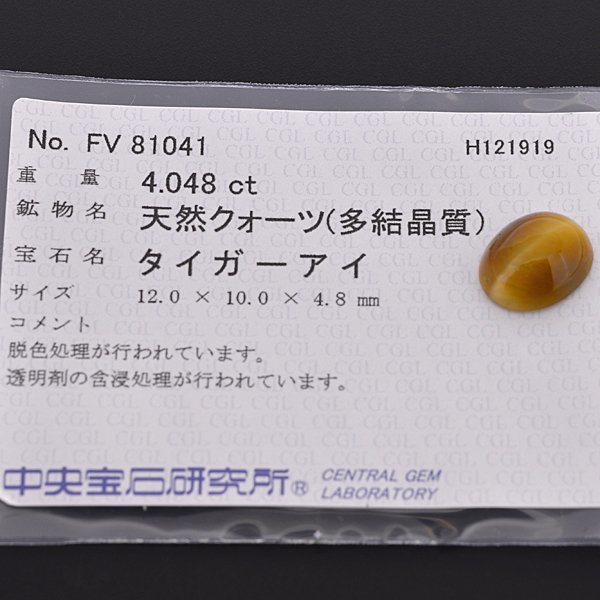 No. FV 81041
H121919
重 量 4.048 ct
鉱物名 天然クォーツ(多結晶質)
宝石名 タイガーアイ
サイズ 12.0 × 10.0 × 4.8 mm
コメント
脱色処理が行われています。
透明剤の含浸処理が行われています。
中央宝石研究所® CENTRAL GEM
LABORATORY